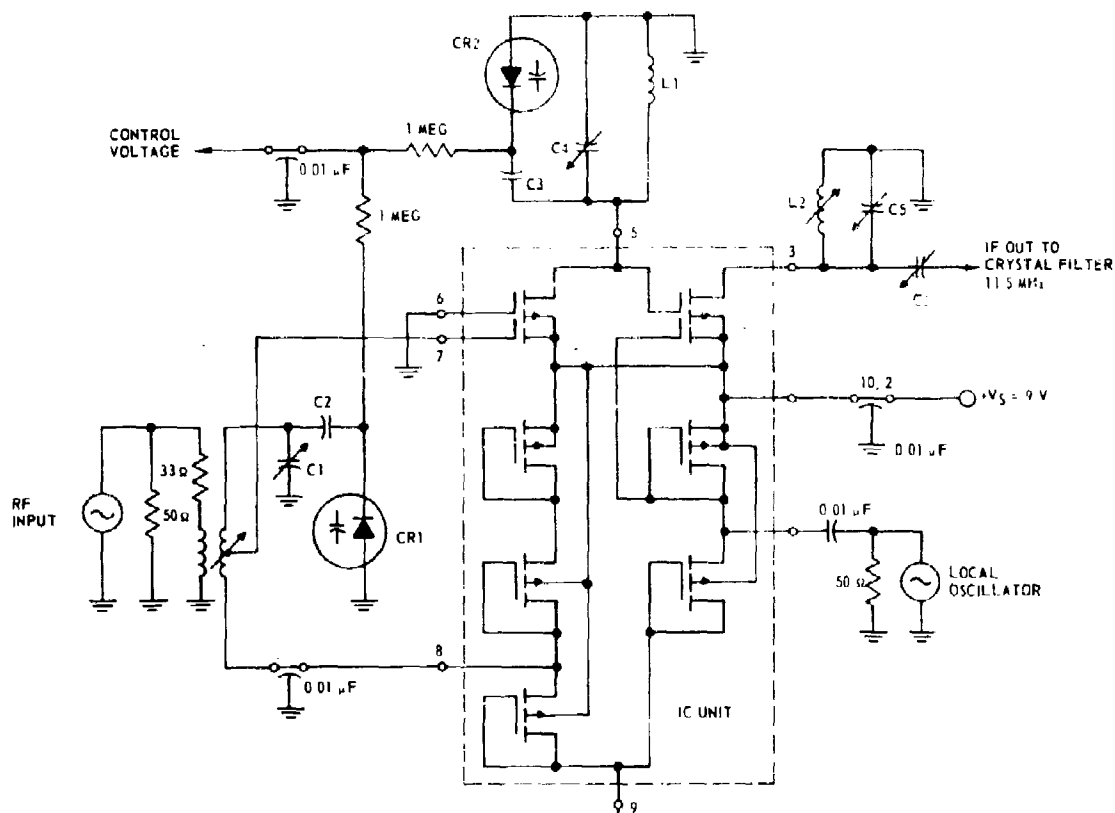 CR2
L1
CONTROL
VOLTAGE
1 MEG
C4
0.01 µF
C3
1 MEG
5
L2
C5
3
IF OUT TO
CRYSTAL FILTER
11.5 MHz
6
7
C2
10, 2
+VS = 9 V
0.01 µF
33Ω
C1
RF
INPUT
50Ω
CR1
0.01 µF
50 Ω
LOCAL
OSCILLATOR
8
0.01 µF
IC UNIT
9